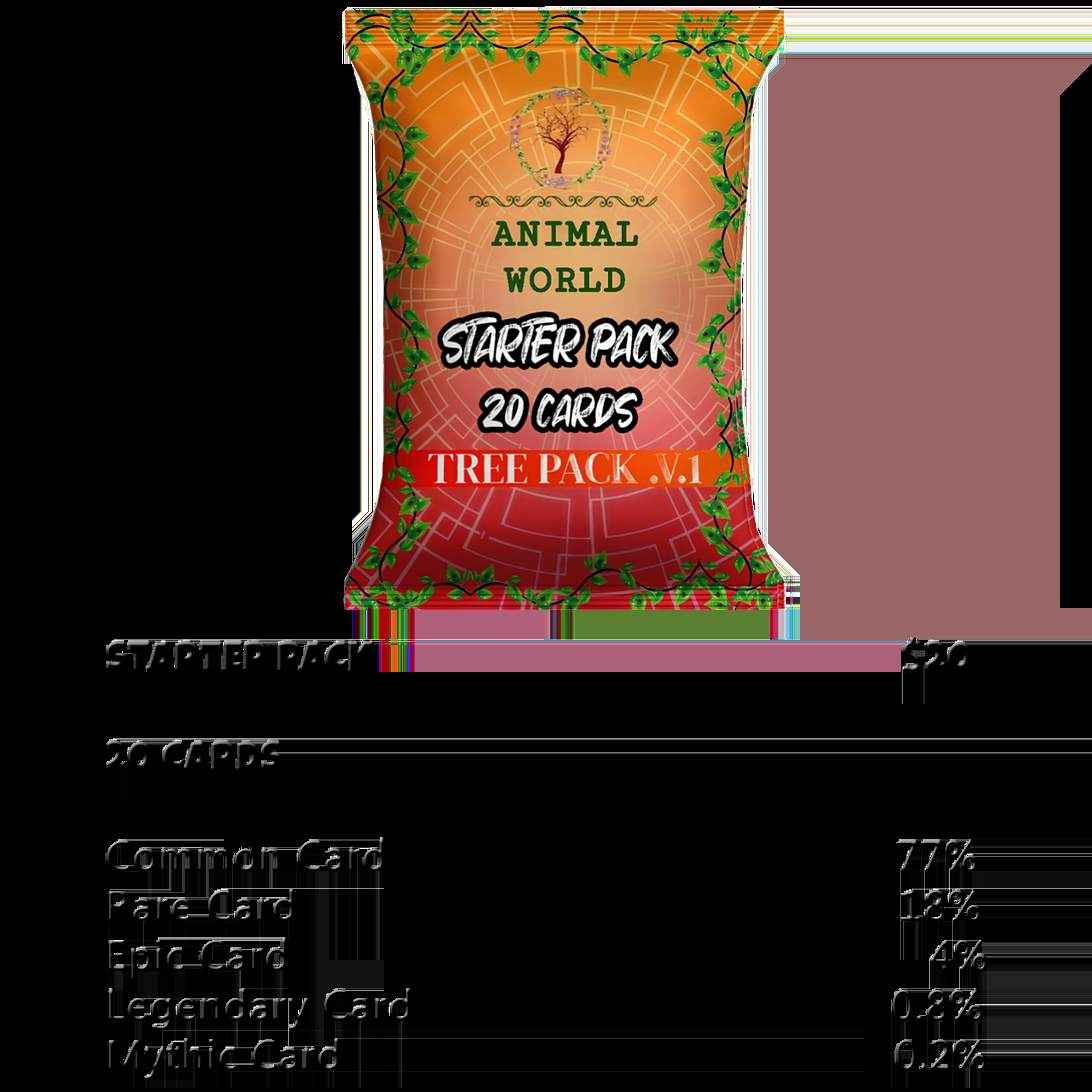 ANIMAL
WORLD
STARTER PACK
20 CARDS
TREE PACK .V.1
STARTER PACK $20
20 CARDS
Common Card 77%
Rare Card 18%
Epic Card 4%
Legendary Card 0.8%
Mythic Card 0.2%